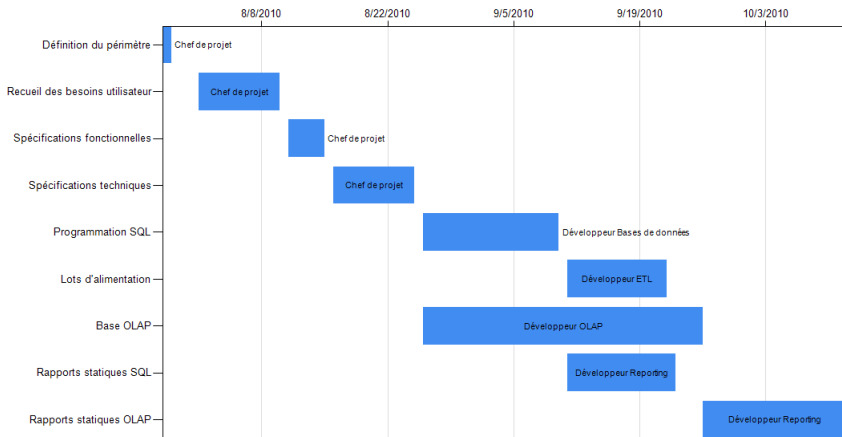 8/8/2010 8/22/2010 9/5/2010 9/19/2010 10/3/2010
Définition du périmètre Chef de projet
Recueil des besoins utilisateur Chef de projet
Spécifications fonctionnelles Chef de projet
Spécifications techniques Chef de projet
Programmation SQL Développeur Bases de données
Lots d'alimentation Développeur ETL
Base OLAP Développeur OLAP
Rapports statiques SQL Développeur Reporting
Rapports statiques OLAP Développeur Reporting